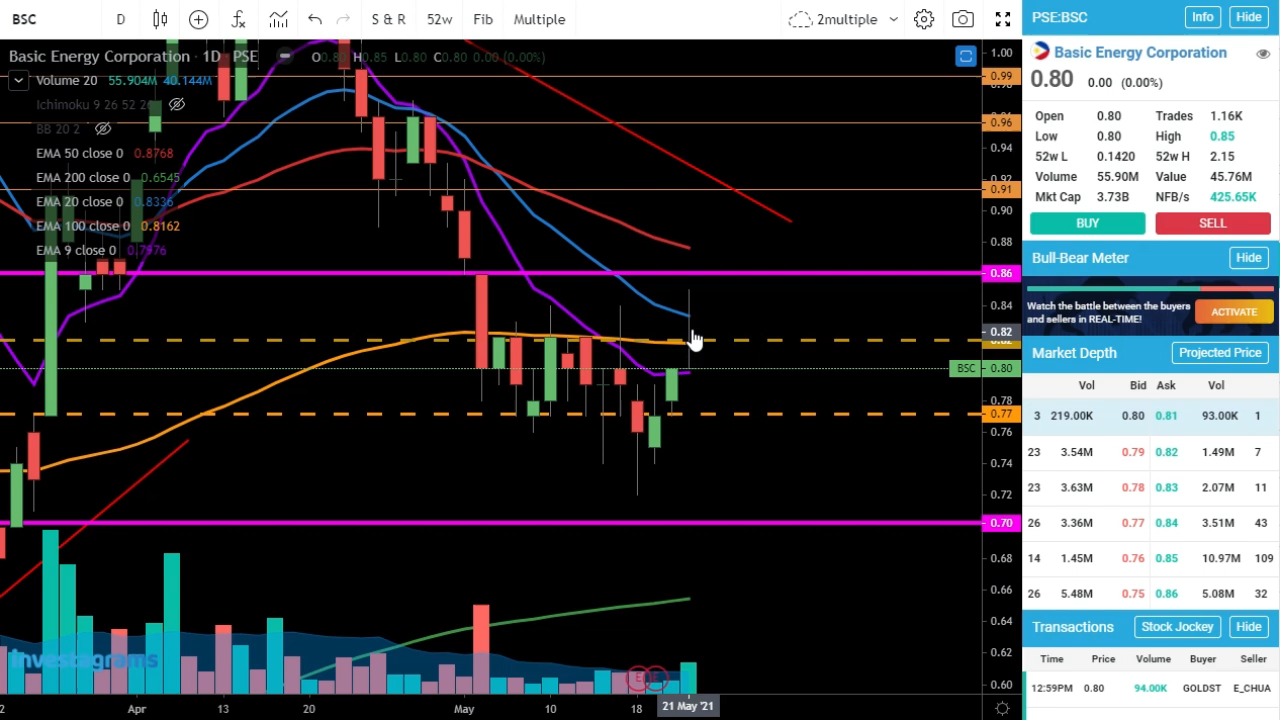 BSC D S & R 52w Fib Multiple 2multiple
Basic Energy Corporation · 1D · PSE O0.80 H0.85 L0.80 C0.80 0.00 (0.00%)
Volume 20 55.904M 40.144M
Ichimoku 9 26 52 26
BB 20 2
EMA 50 close 0 0.8768
EMA 200 close 0 0.6545
EMA 20 close 0 0.8336
EMA 100 close 0 0.8162
EMA 9 close 0 0.7976
1.00
0.99
0.96
0.94
0.92
0.91
0.90
0.88
0.86
0.84
0.82
BSC 0.80
0.78
0.77
0.76
0.74
0.72
0.70
0.68
0.66
0.64
0.62
0.60
investagrams
E E
2 Apr 13 20 May 10 18 21 May '21
PSE:BSC Info Hide
Basic Energy Corporation
0.80 0.00 (0.00%)
Open 0.80 Trades 1.16K
Low 0.80 High 0.85
52w L 0.1420 52w H 2.15
Volume 55.90M Value 45.76M
Mkt Cap 3.73B NFB/s 425.65K
BUY SELL
Bull-Bear Meter Hide
Watch the battle between the buyers
and sellers in REAL-TIME!
ACTIVATE
Market Depth Projected Price
Vol Bid Ask Vol
3 219.00K 0.80 0.81 93.00K 1
23 3.54M 0.79 0.82 1.49M 7
23 3.63M 0.78 0.83 2.07M 11
26 3.36M 0.77 0.84 3.51M 43
14 1.45M 0.76 0.85 10.97M 109
26 5.48M 0.75 0.86 5.08M 32
Transactions Stock Jockey Hide
Time Price Volume Buyer Seller
12:59PM 0.80 94.00K GOLDST E_CHUA